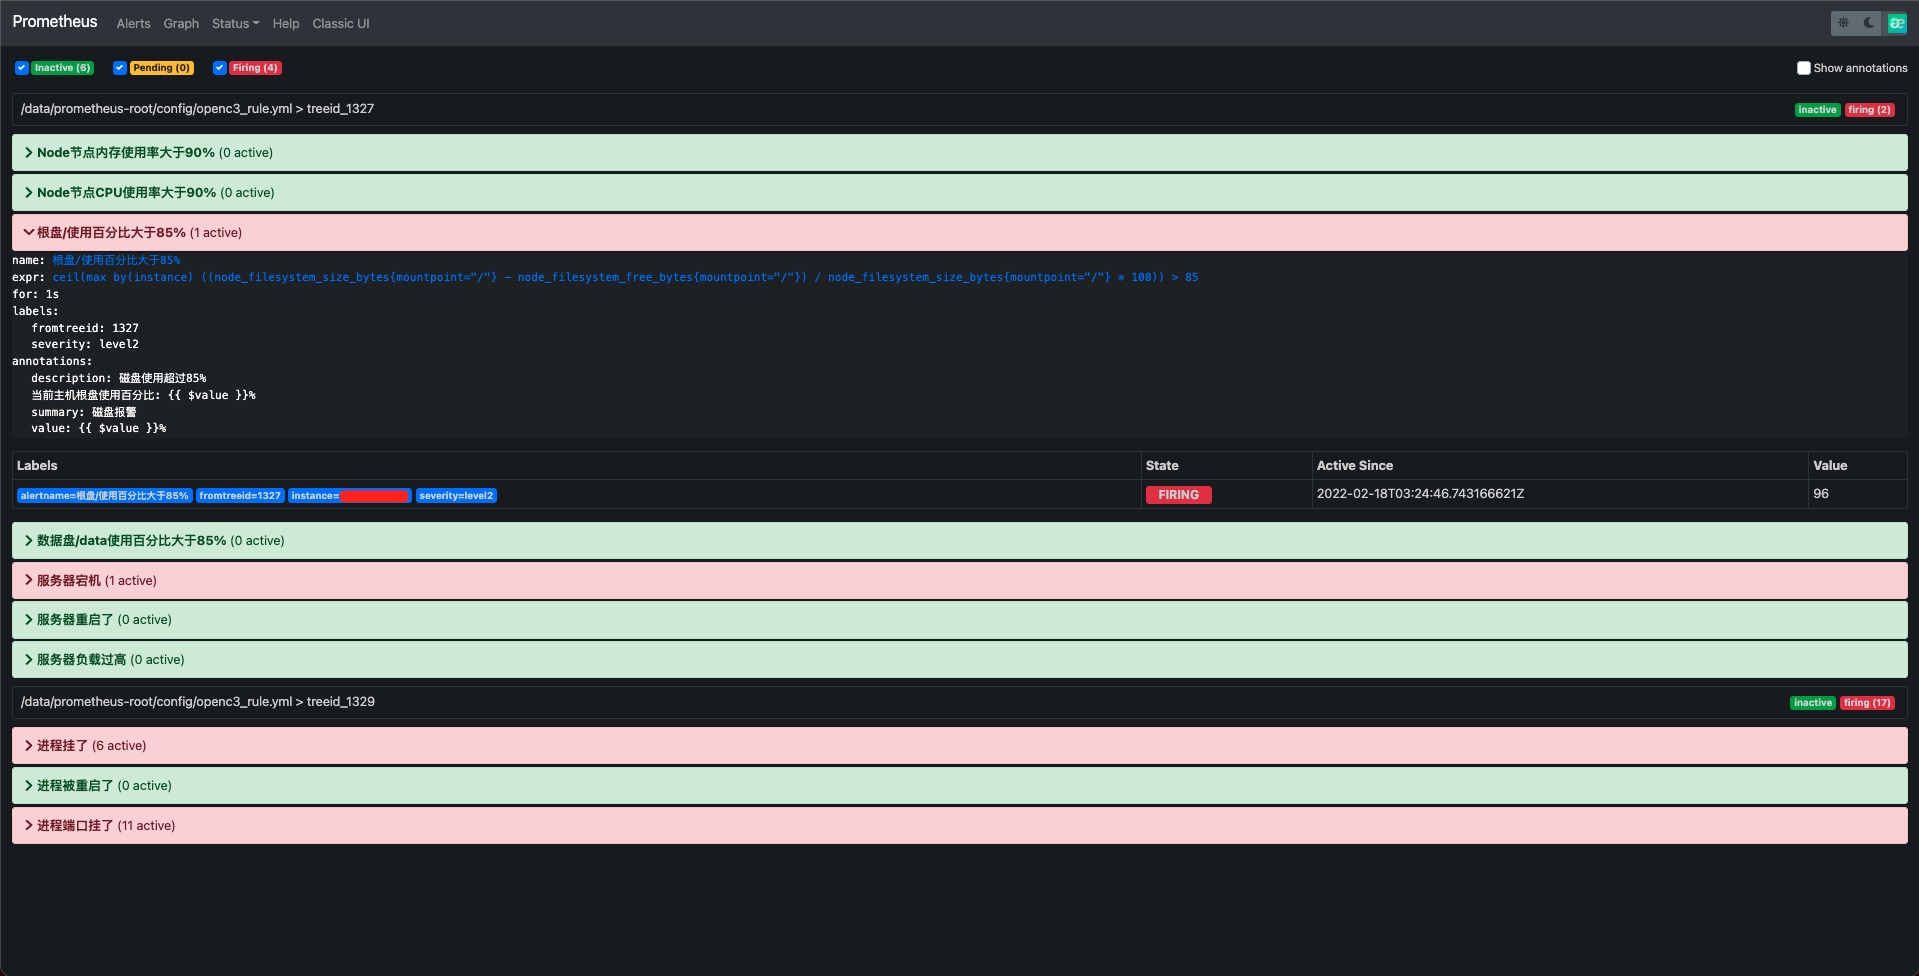 Prometheus Alerts Graph Status Help Classic UI
Inactive (6) Pending (0) Firing (4) Show annotations
/data/prometheus-root/config/openc3_rule.yml > treeid_1327 inactive firing (2)
Node节点内存使用率大于90% (0 active)
Node节点CPU使用率大于90% (0 active)
根盘/使用百分比大于85% (1 active)
name: 根盘/使用百分比大于85%
expr: ceil(max by(instance) ((node_filesystem_size_bytes{mountpoint="/"} - node_filesystem_free_bytes{mountpoint="/"}) / node_filesystem_size_bytes{mountpoint="/"} * 100)) > 85
for: 1s
labels:
fromtreeid: 1327
severity: level2
annotations:
description: 磁盘使用超过85%
当前主机根盘使用百分比: {{ $value }}%
summary: 磁盘报警
value: {{ $value }}%
Labels State Active Since Value
alertname=根盘/使用百分比大于85% fromtreeid=1327 instance= severity=level2 FIRING 2022-02-18T03:24:46.743166621Z 96
数据盘/data使用百分比大于85% (0 active)
服务器宕机 (1 active)
服务器重启了 (0 active)
服务器负载过高 (0 active)
/data/prometheus-root/config/openc3_rule.yml > treeid_1329 inactive firing (17)
进程挂了 (6 active)
进程被重启了 (0 active)
进程端口挂了 (11 active)